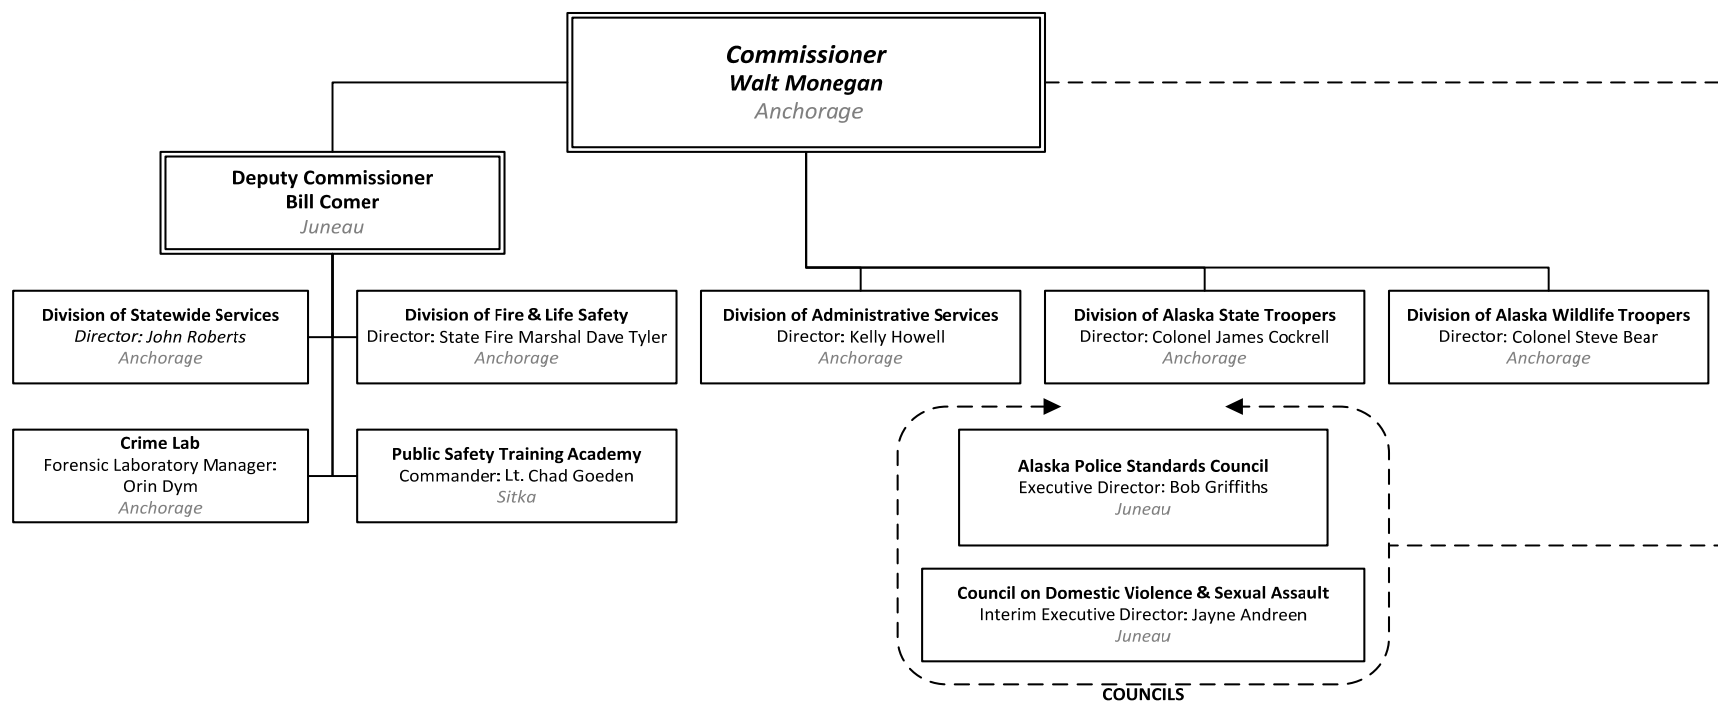 Commissioner
Walt Monegan
Anchorage
Deputy Commissioner
Bill Comer
Juneau
Division of Statewide Services
Director: John Roberts
Anchorage
Division of Fire & Life Safety
Director: State Fire Marshal Dave Tyler
Anchorage
Division of Administrative Services
Director: Kelly Howell
Anchorage
Division of Alaska State Troopers
Director: Colonel James Cockrell
Anchorage
Division of Alaska Wildlife Troopers
Director: Colonel Steve Bear
Anchorage
Crime Lab
Forensic Laboratory Manager:
Orin Dym
Anchorage
Public Safety Training Academy
Commander: Lt. Chad Goeden
Sitka
Alaska Police Standards Council
Executive Director: Bob Griffiths
Juneau
Council on Domestic Violence & Sexual Assault
Interim Executive Director: Jayne Andreen
Juneau
COUNCILS